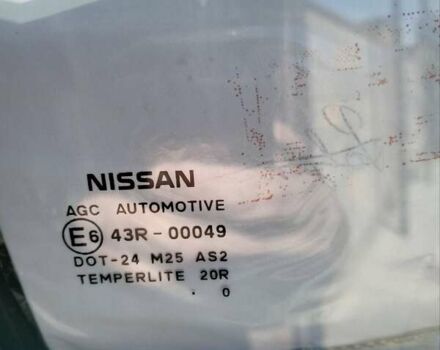 NISSAN
AGC AUTOMOTIVE
E6 43R-00049
DOT-24 M25 AS2
TEMPERLITE 20R
. 0